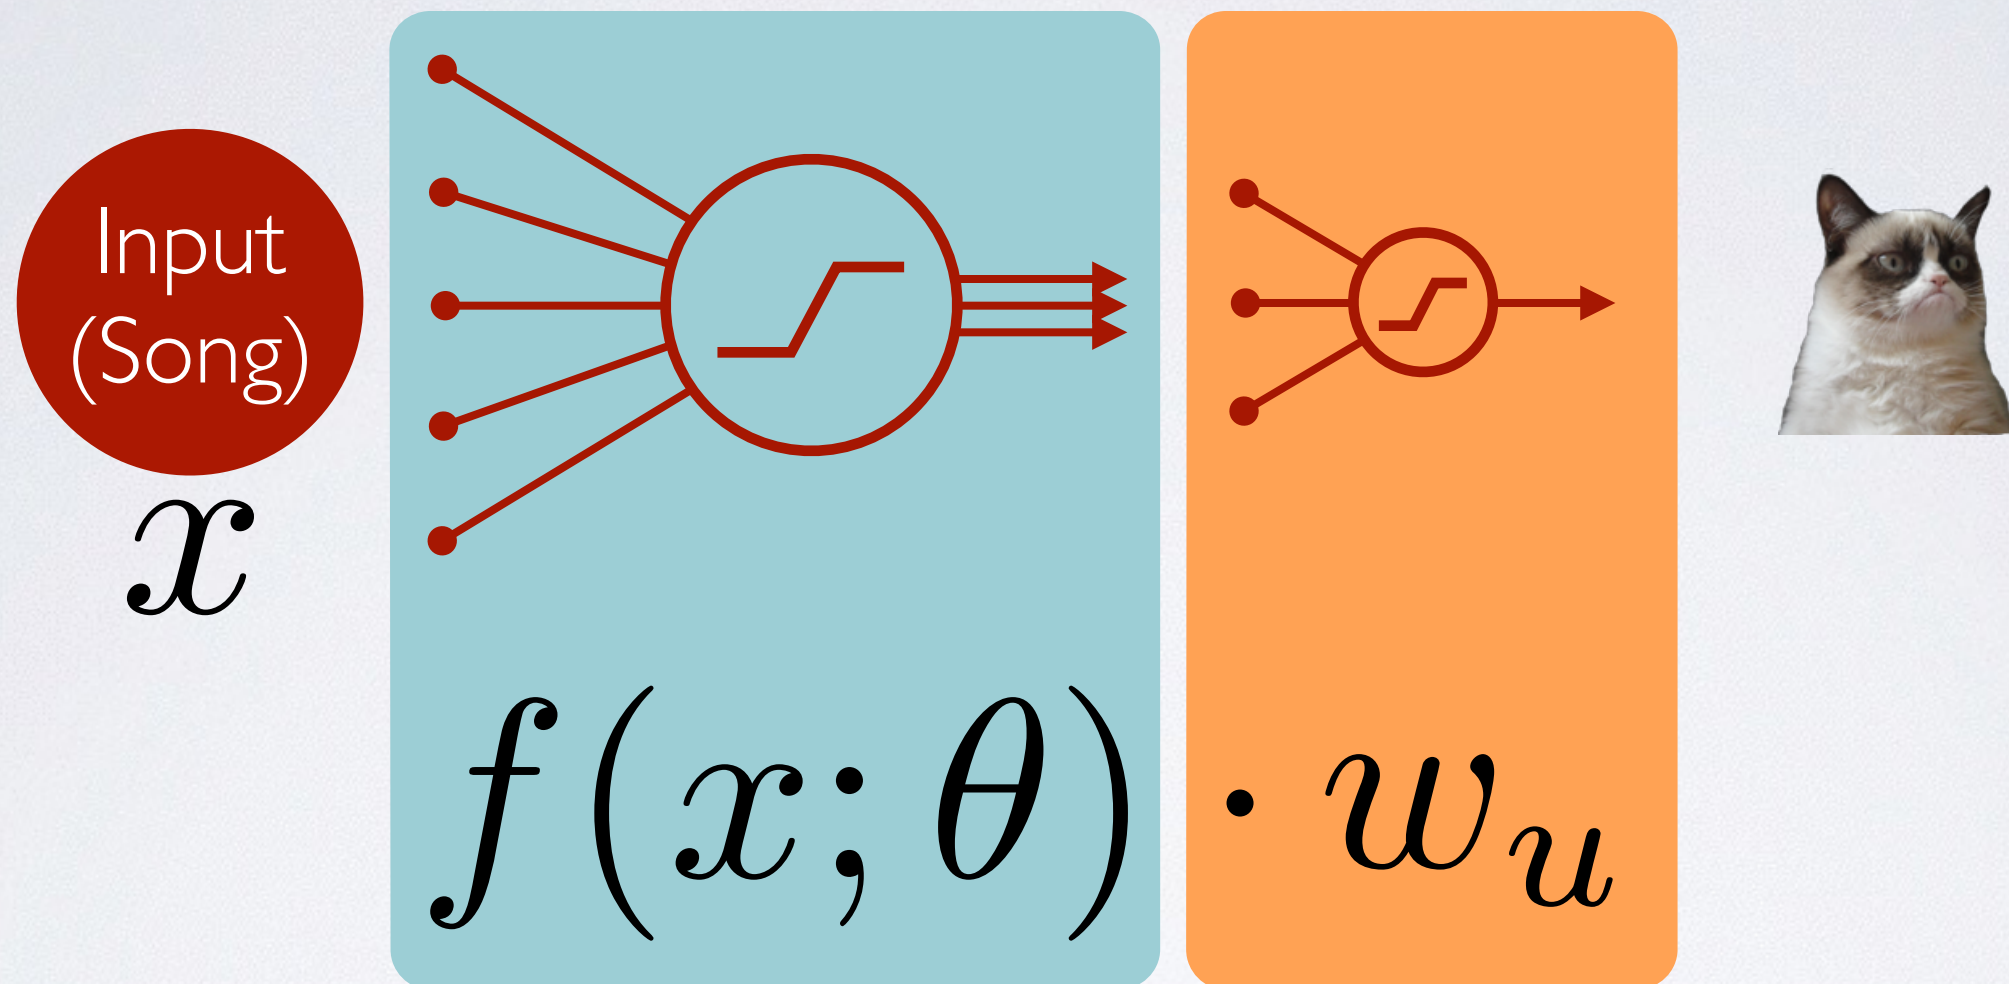 Input
(Song)
x
f(x; θ) · w_u